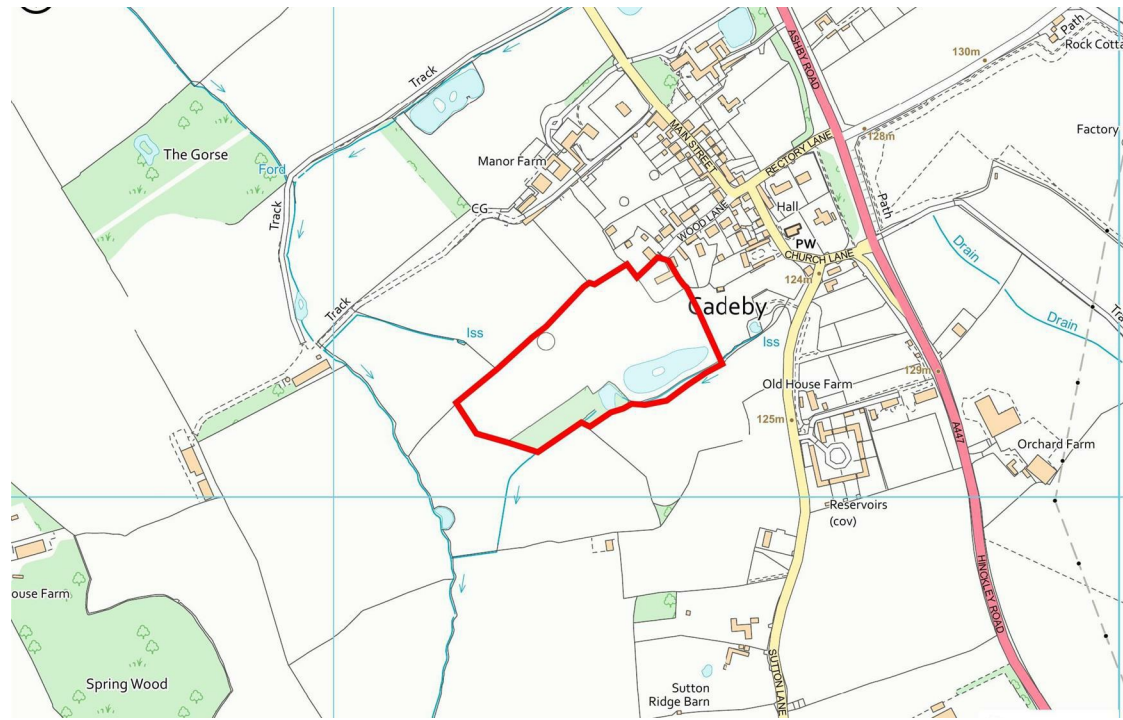 Path
Rock Cotta
130m
ASHBY ROAD
Track
128m
Factory
MAIN STREET
RECTORY LANE
The Gorse
Manor Farm
Ford
Path
CG
Hall
WOOD LANE
Track
PW
CHURCH LANE
Drain
124m
Cadeby
Track
Drain
Tra
Iss
Iss
129m
Old House Farm
125m
A447
Orchard Farm
Reservoirs
(cov)
HINCKLEY ROAD
ouse Farm
SUTTON LANE
Spring Wood
Sutton
Ridge Barn